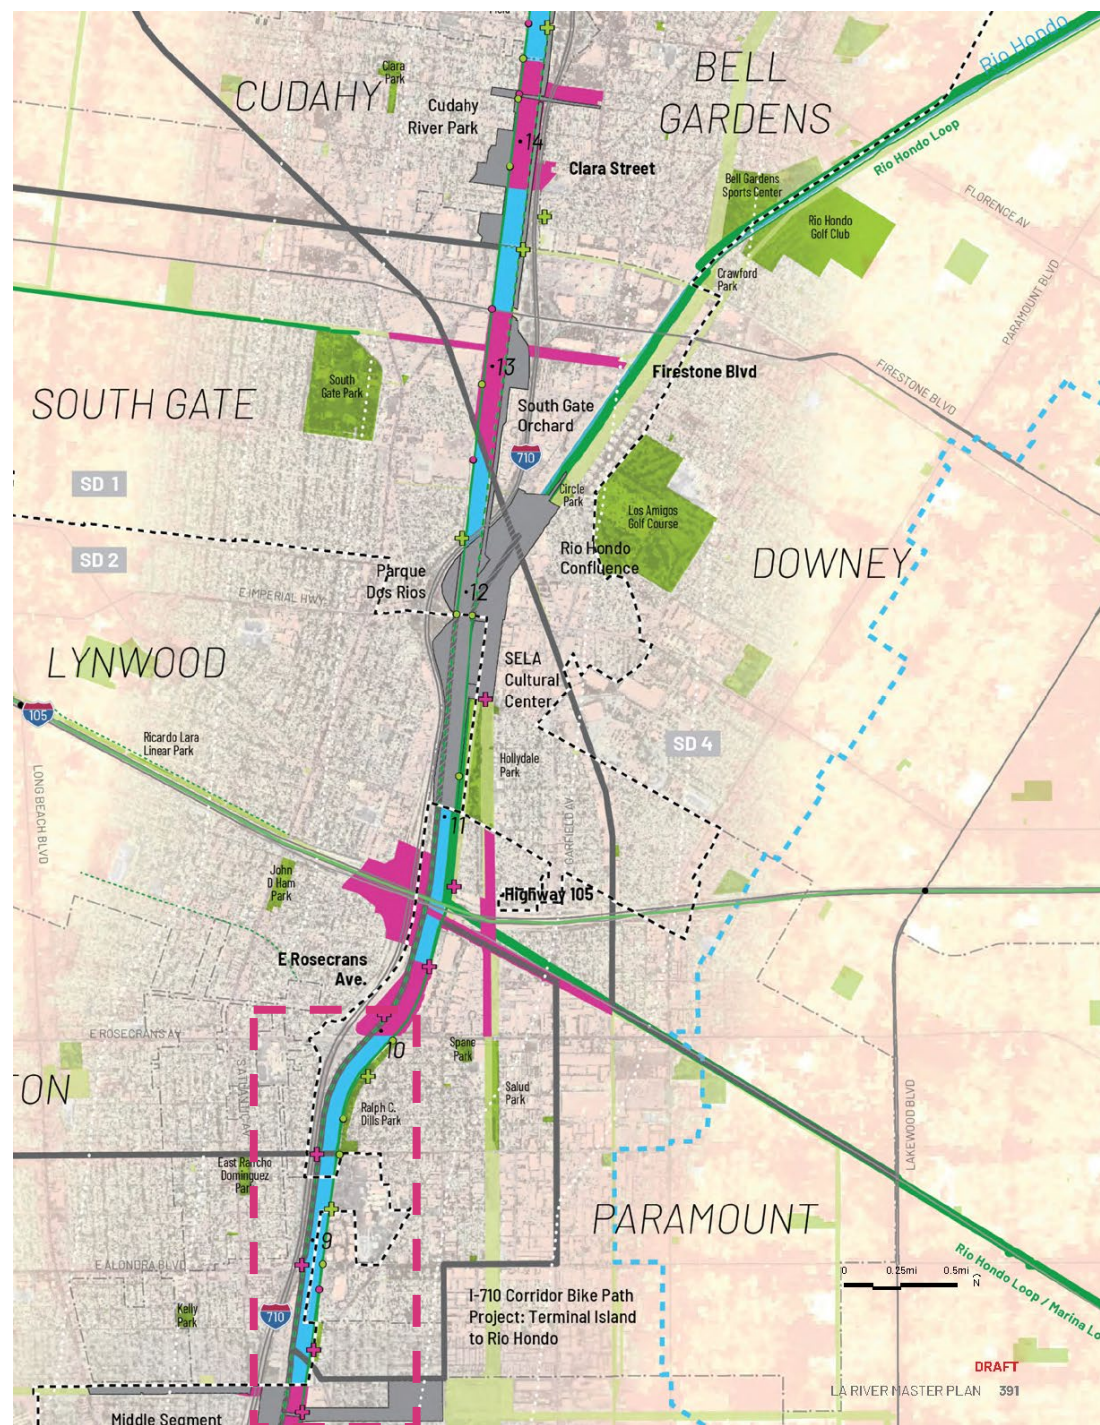 Rio Hondo
BELL
GARDENS
CUDAHY
Clara
Park
Cudahy
River Park
14
Clara Street
Rio Hondo Loop
Bell Gardens
Sports Center
Rio Hondo
Golf Club
FLORENCE AV
PARAMOUNT BLVD
Crawford
Park
13
Firestone Blvd
FIRESTONE BLVD
SOUTH GATE
South
Gate Park
South Gate
Orchard
710
SD 1
Circle
Park
Los Amigos
Golf Course
SD 2
Rio Hondo
Confluence
DOWNEY
Parque
Dos Rios
12
E IMPERIAL HWY
LYNWOOD
SELA
Cultural
Center
105
Ricardo Lara
Linear Park
SD 4
Hollydale
Park
LONG BEACH BLVD
GARFIELD AV
11
John
D Ham
Park
Highway 105
E Rosecrans
Ave.
E ROSECRANS AV
10
Spane
Park
TON
Salud
Park
Ralph C.
Dills Park
LAKEWOOD BLVD
East Rancho
Dominguez
Park
PARAMOUNT
9
E ALONDRA BLVD
Rio Hondo Loop / Marina Lo
0 0.25mi 0.5mi
N
Kelly
Park
710
I-710 Corridor Bike Path
Project: Terminal Island
to Rio Hondo
DRAFT
LA RIVER MASTER PLAN 391
Middle Segment